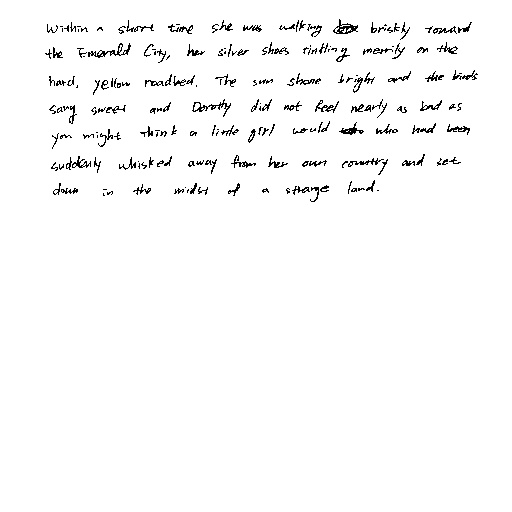 Within a short time she was walking briskly toward
the Emerald City, her silver shoes tinkling merrily on the
hard, yellow roadbed. The sun shone bright and the birds
sang sweet and Dorothy did not feel nearly as bad as
you might think a little girl would who had been
suddenly whisked away from her own country and set
down in the midst of a strange land.